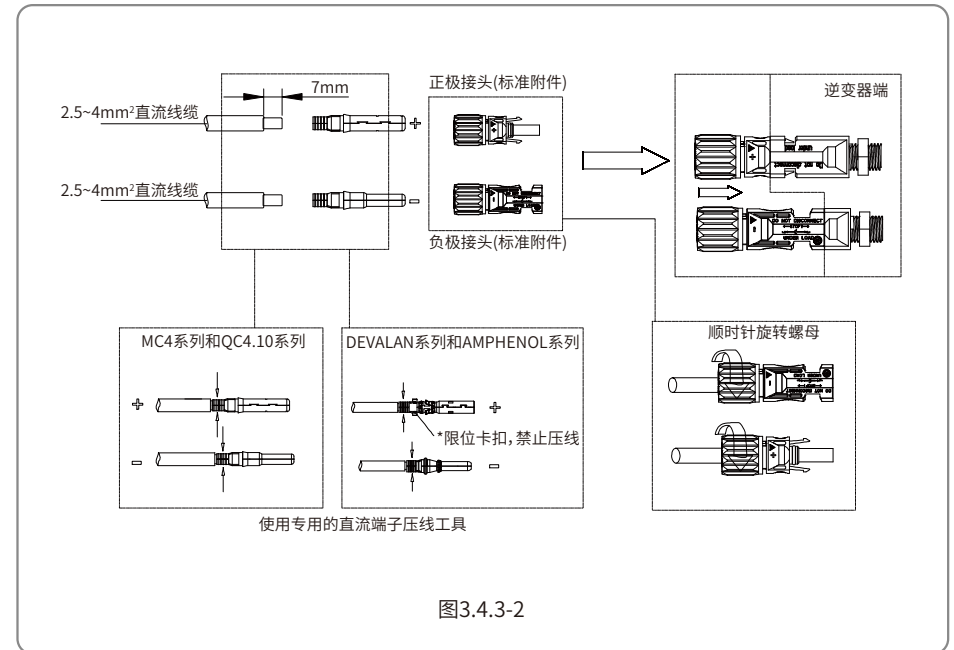 7mm
正极接头(标准附件)
逆变器端
2.5~4mm²直流线缆
+
2.5~4mm²直流线缆
-
负极接头(标准附件)
DO NOT DISCONNECT
UNDER LOAD
MC4系列和QC4.10系列
DEVALAN系列和AMPHENOL系列
顺时针旋转螺母
+
+
*限位卡扣,禁止压线
-
-
使用专用的直流端子压线工具
图3.4.3-2